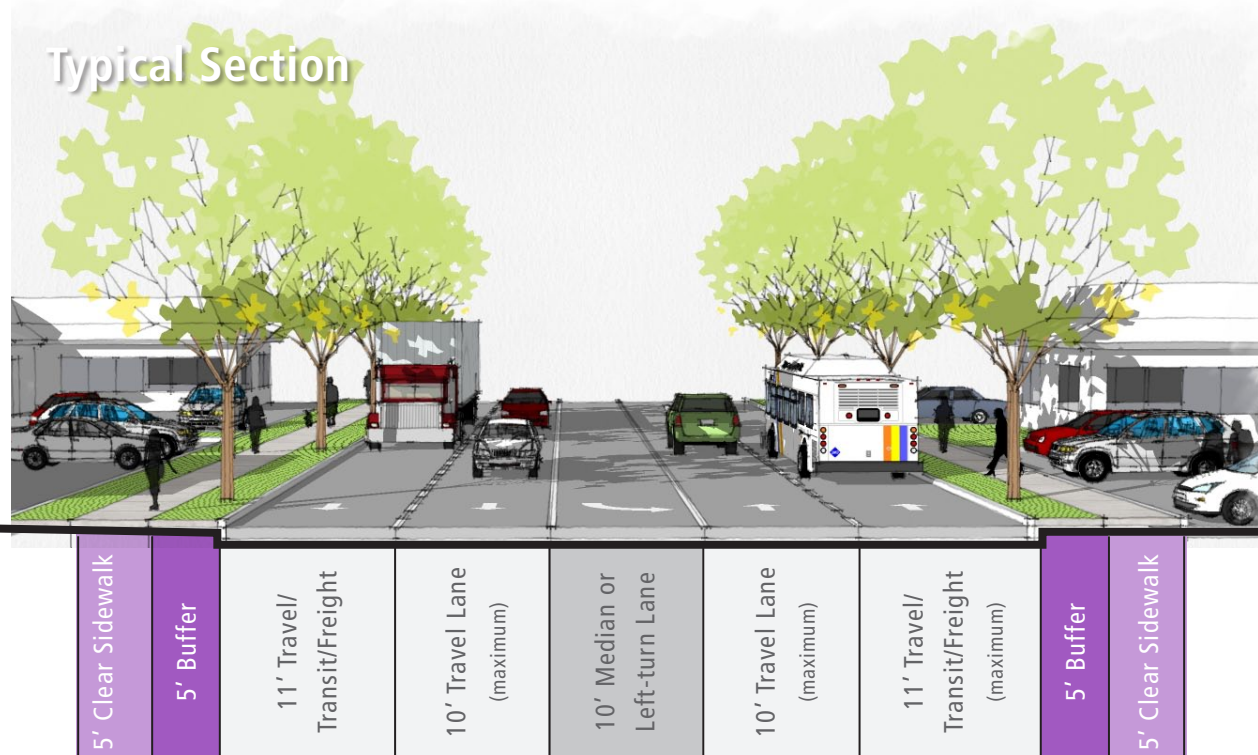 Typical Section
5’ Clear Sidewalk
5’ Buffer
11’ Travel/
Transit/Freight
10’ Travel Lane
(maximum)
10’ Median or
Left-turn Lane
10’ Travel Lane
(maximum)
11’ Travel/
Transit/Freight
(maximum)
5’ Buffer
5’ Clear Sidewalk